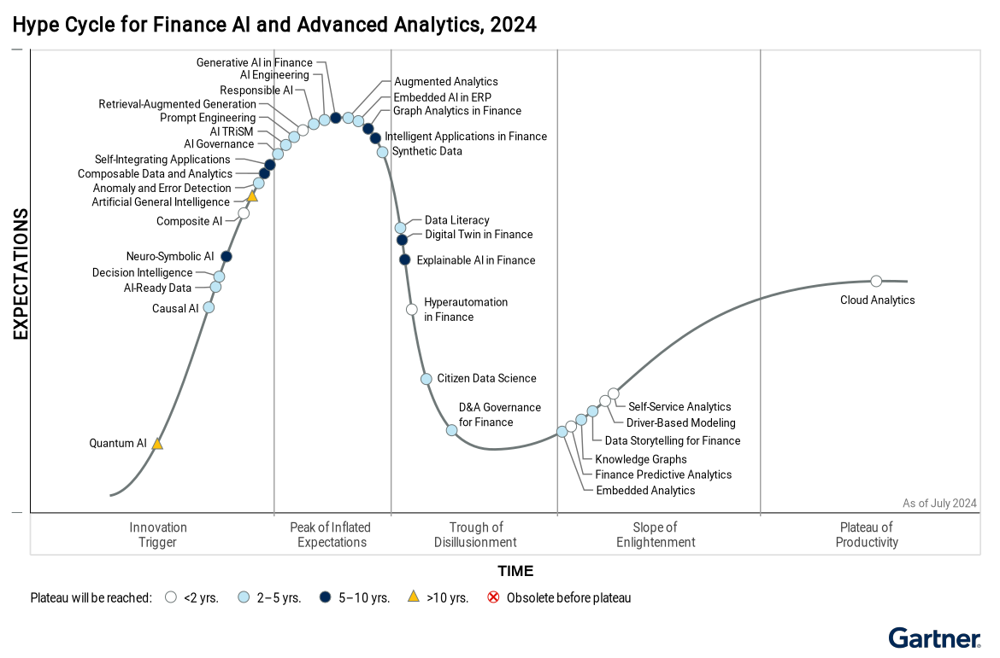 Hype Cycle for Finance AI and Advanced Analytics, 2024
EXPECTATIONS
Generative AI in Finance
AI Engineering
Responsible AI
Retrieval-Augmented Generation
Prompt Engineering
AI TRiSM
AI Governance
Self-Integrating Applications
Composable Data and Analytics
Anomaly and Error Detection
Artificial General Intelligence
Composite AI
Neuro-Symbolic AI
Decision Intelligence
AI-Ready Data
Causal AI
Quantum AI
Augmented Analytics
Embedded AI in ERP
Graph Analytics in Finance
Intelligent Applications in Finance
Synthetic Data
Data Literacy
Digital Twin in Finance
Explainable AI in Finance
Hyperautomation
in Finance
Citizen Data Science
D&A Governance
for Finance
Cloud Analytics
Self-Service Analytics
Driver-Based Modeling
Data Storytelling for Finance
Knowledge Graphs
Finance Predictive Analytics
Embedded Analytics
As of July 2024
Innovation
Trigger
Peak of Inflated
Expectations
Trough of
Disillusionment
Slope of
Enlightenment
Plateau of
Productivity
TIME
Plateau will be reached: <2 yrs. 2–5 yrs. 5–10 yrs. >10 yrs. Obsolete before plateau
Gartner®